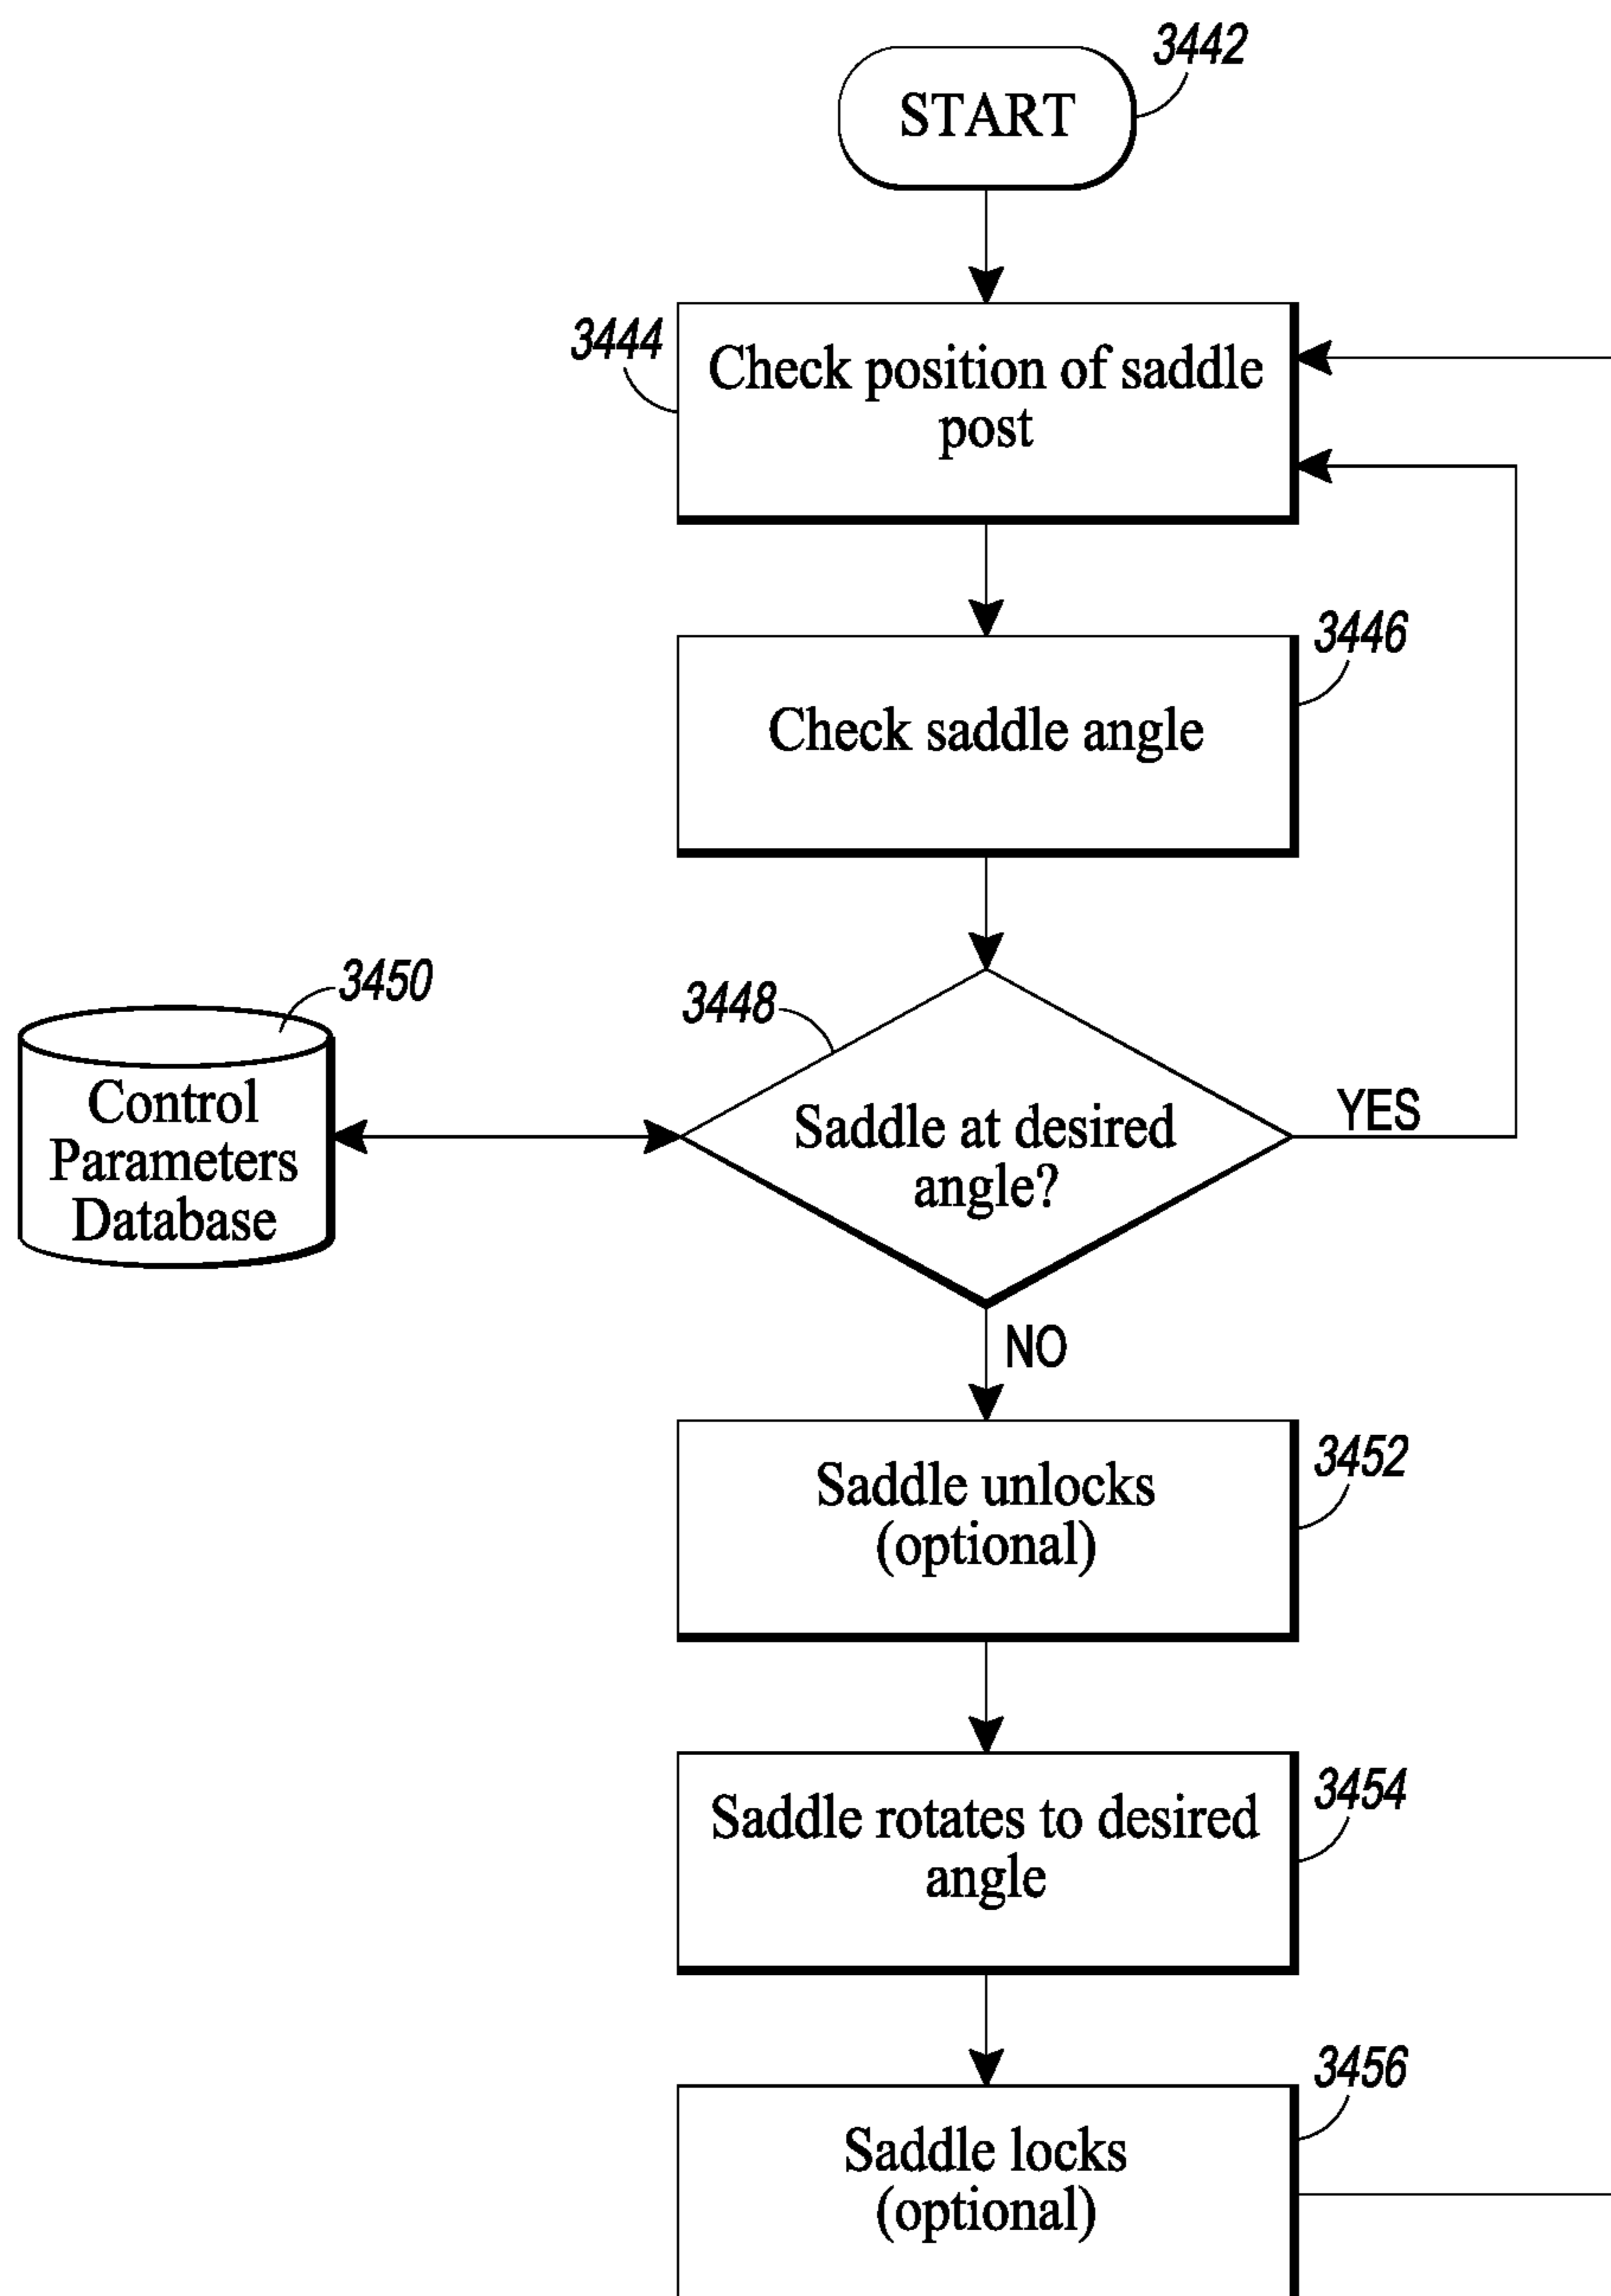 3442
START
3444
Check position of saddle
post
3446
Check saddle angle
3450
Control
Parameters
Database
3448
Saddle at desired
angle?
YES
NO
3452
Saddle unlocks
(optional)
3454
Saddle rotates to desired
angle
3456
Saddle locks
(optional)